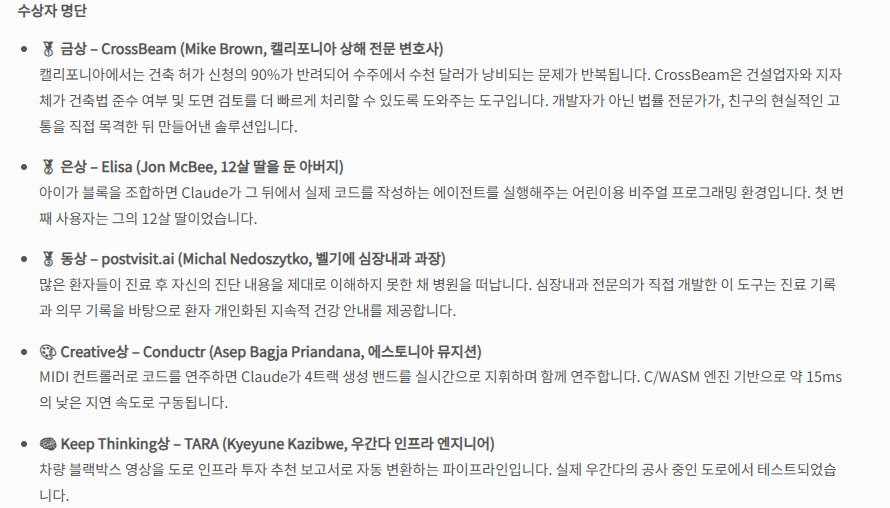 수상자 명단
🥇 금상 – CrossBeam (Mike Brown, 캘리포니아 상해 전문 변호사)
캘리포니아에서는 건축 허가 신청의 90%가 반려되어 수주에서 수천 달러가 낭비되는 문제가 반복됩니다. CrossBeam은 건설업자와 지자
체가 건축법 준수 여부 및 도면 검토를 더 빠르게 처리할 수 있도록 도와주는 도구입니다. 개발자가 아닌 법률 전문가가, 친구의 현실적인 고
통을 직접 목격한 뒤 만들어낸 솔루션입니다.
🥈 은상 – Elisa (Jon McBee, 12살 딸을 둔 아버지)
아이가 블록을 조합하면 Claude가 그 뒤에서 실제 코드를 작성하는 에이전트를 실행해주는 어린이용 비주얼 프로그래밍 환경입니다. 첫 번
째 사용자는 그의 12살 딸이었습니다.
🥉 동상 – postvisit.ai (Michal Nedoszytko, 벨기에 심장내과 과장)
많은 환자들이 진료 후 자신의 진단 내용을 제대로 이해하지 못한 채 병원을 떠납니다. 심장내과 전문의가 직접 개발한 이 도구는 진료 기록
과 의무 기록을 바탕으로 환자 개인화된 지속적 건강 안내를 제공합니다.
🎨 Creative상 – Conductr (Asep Bagja Priandana, 에스토니아 뮤지션)
MIDI 컨트롤러로 코드를 연주하면 Claude가 4트랙 생성 밴드를 실시간으로 지휘하며 함께 연주합니다. C/WASM 엔진 기반으로 약 15ms
의 낮은 지연 속도로 구동됩니다.
🧠 Keep Thinking상 – TARA (Kyeyune Kazibwe, 우간다 인프라 엔지니어)
차량 블랙박스 영상을 도로 인프라 투자 추천 보고서로 자동 변환하는 파이프라인입니다. 실제 우간다의 공사 중인 도로에서 테스트되었습
니다.